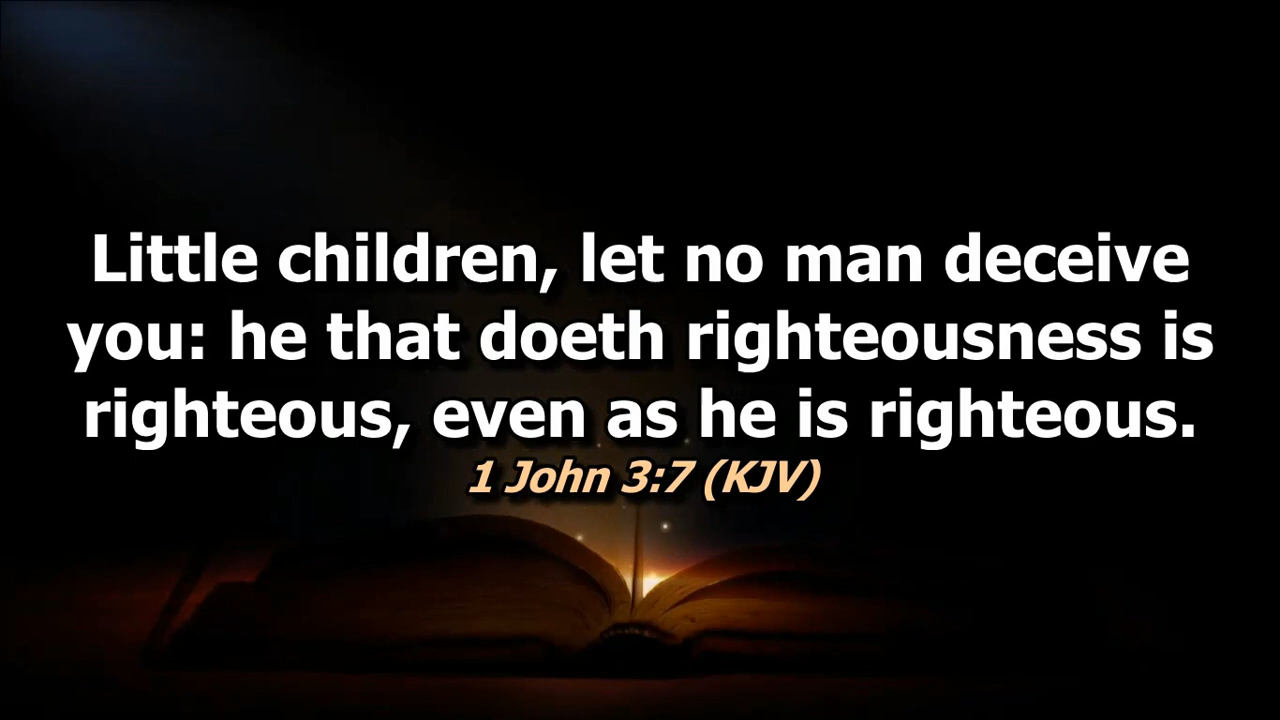 Little children, let no man deceive
you: he that doeth righteousness is
righteous, even as he is righteous.
1 John 3:7 (KJV)